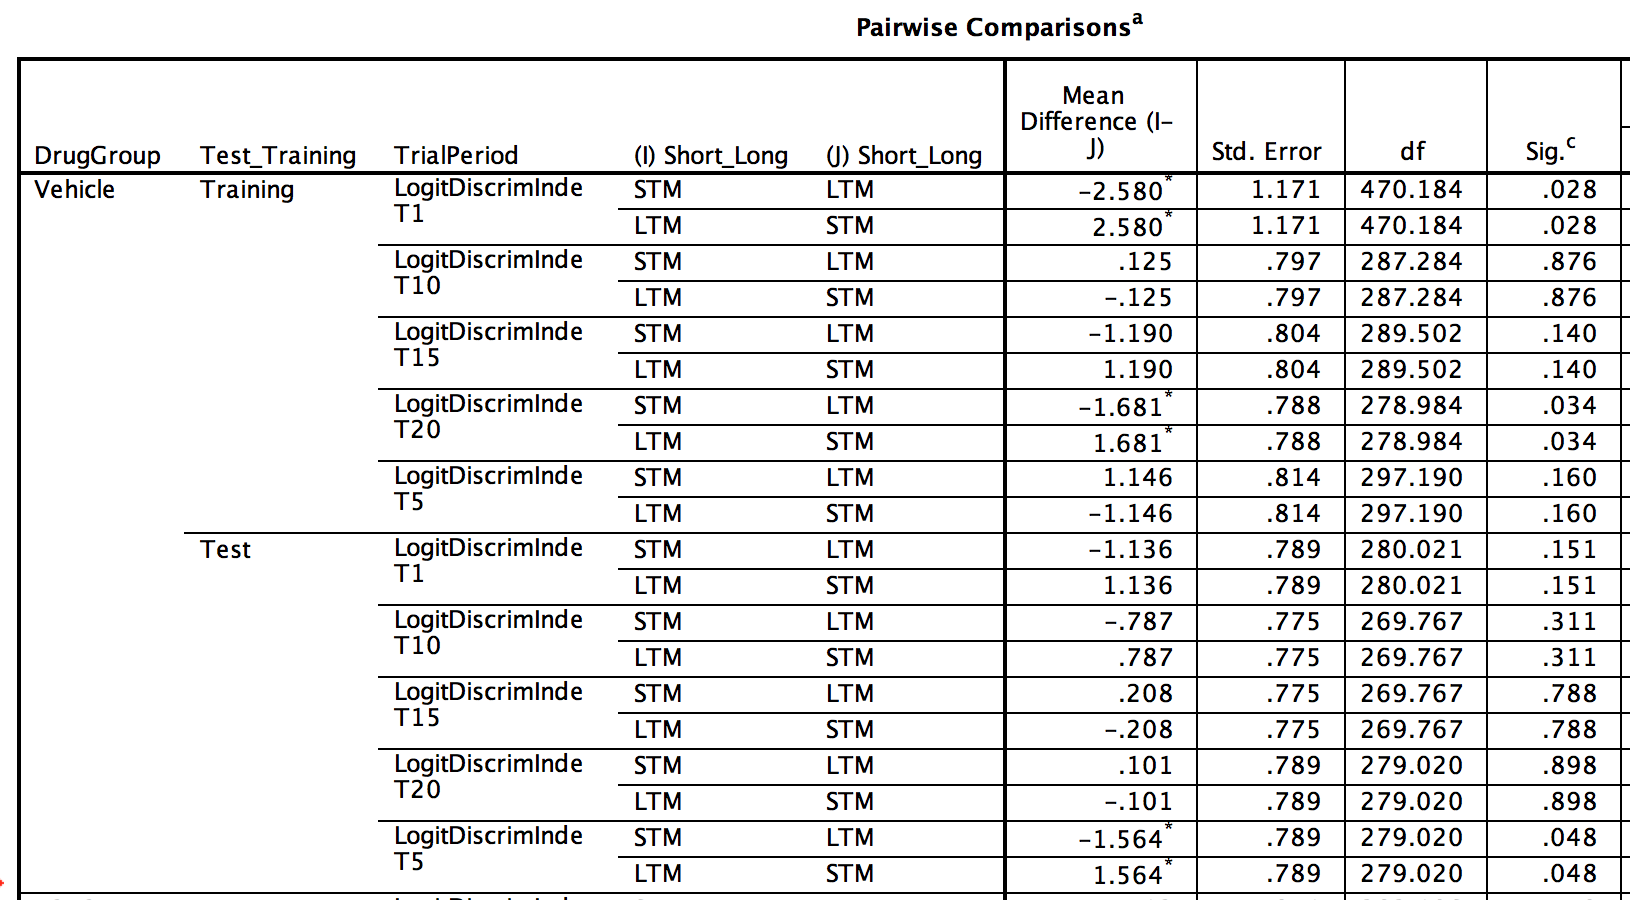 Pairwise Comparisonsa
DrugGroup Test_Training TrialPeriod (I) Short_Long (J) Short_Long Mean Difference (I–J) Std. Error df Sig.c
Vehicle Training LogitDiscrimInde T1 STM LTM –2.580* 1.171 470.184 .028
LTM STM 2.580* 1.171 470.184 .028
LogitDiscrimInde T10 STM LTM .125 .797 287.284 .876
LTM STM –.125 .797 287.284 .876
LogitDiscrimInde T15 STM LTM –1.190 .804 289.502 .140
LTM STM 1.190 .804 289.502 .140
LogitDiscrimInde T20 STM LTM –1.681* .788 278.984 .034
LTM STM 1.681* .788 278.984 .034
LogitDiscrimInde T5 STM LTM 1.146 .814 297.190 .160
LTM STM –1.146 .814 297.190 .160
Test LogitDiscrimInde T1 STM LTM –1.136 .789 280.021 .151
LTM STM 1.136 .789 280.021 .151
LogitDiscrimInde T10 STM LTM –.787 .775 269.767 .311
LTM STM .787 .775 269.767 .311
LogitDiscrimInde T15 STM LTM .208 .775 269.767 .788
LTM STM –.208 .775 269.767 .788
LogitDiscrimInde T20 STM LTM .101 .789 279.020 .898
LTM STM –.101 .789 279.020 .898
LogitDiscrimInde T5 STM LTM –1.564* .789 279.020 .048
LTM STM 1.564* .789 279.020 .048